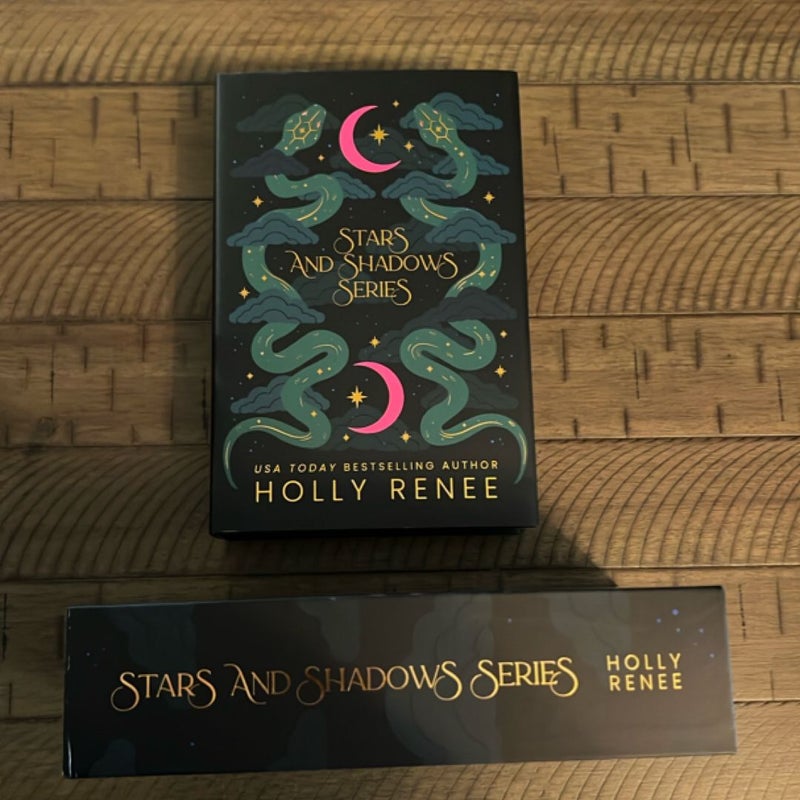 STARS
AND SHADOWS
SERIES
USA TODAY BESTSELLING AUTHOR
HOLLY RENEE
STARS AND SHADOWS SERIES
HOLLY
RENEE